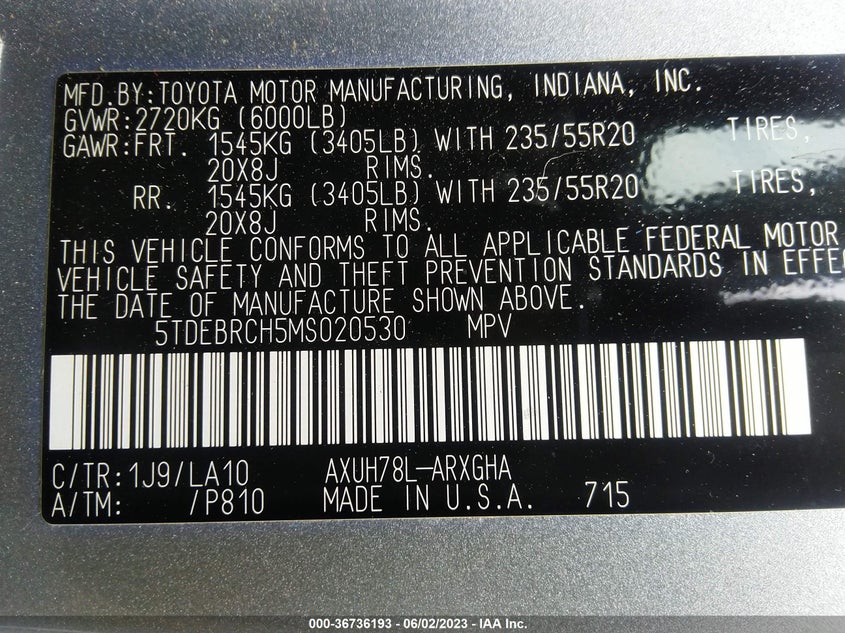 MFD.BY:TOYOTA MOTOR MANUFACTURING, INDIANA, INC.
GVWR:2720KG (6000LB)
GAWR:FRT. 1545KG (3405LB) WITH 235/55R20 TIRES,
20X8J RIMS.
RR. 1545KG (3405LB) WITH 235/55R20 TIRES,
20X8J RIMS.
THIS VEHICLE CONFORMS TO ALL APPLICABLE FEDERAL MOTOR
VEHICLE SAFETY AND THEFT PREVENTION STANDARDS IN EFFE
THE DATE OF MANUFACTURE SHOWN ABOVE.
5TDEBRCH5MS020530 MPV
C/TR:1J9/LA10 AXUH78L-ARXGHA
A/TM: /P810 MADE IN U.S.A. 715
000-36736193 - 06/02/2023 - IAA Inc.